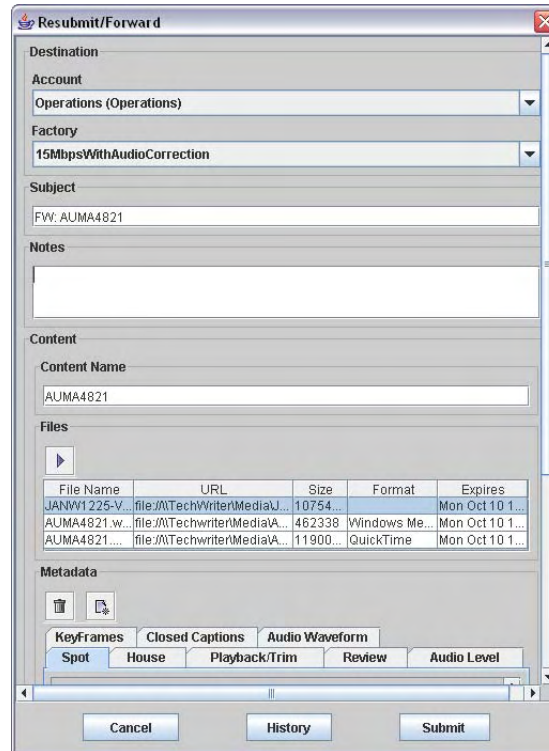 Resubmit/Forward
Destination
Account
Operations (Operations)
Factory
15MbpsWithAudioCorrection
Subject
FW: AUMA4821
Notes
Content
Content Name
AUMA4821
Files
File Name URL Size Format Expires
JANW1225-V... file://\\TechWriter\Media\J... 10754... Mon Oct 10 1...
AUMA4821.w... file://\\Techwriter\Media\A... 462338 Windows Me... Mon Oct 10 1...
AUMA4821.... file://\\Techwriter\Media\A... 11900... QuickTime Mon Oct 10 1...
Metadata
KeyFrames Closed Captions Audio Waveform
Spot House Playback/Trim Review Audio Level
Cancel History Submit